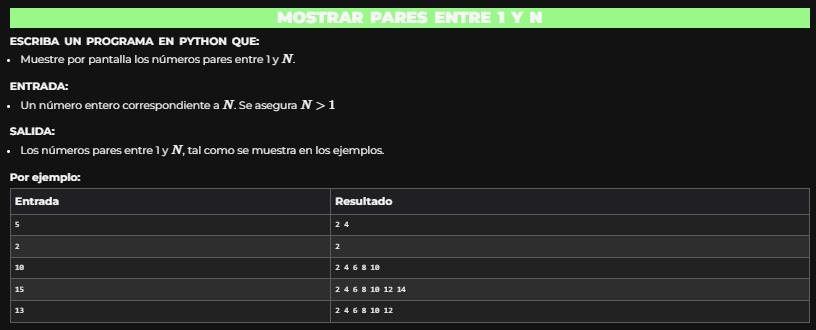 MOSTRAR PARES ENTRE 1 Y N
ESCRIBA UN PROGRAMA EN PYTHON QUE:
• Muestre por pantalla los números pares entre 1 y N.
ENTRADA:
• Un número entero correspondiente a N. Se asegura N > 1
SALIDA:
• Los números pares entre 1 y N, tal como se muestra en los ejemplos.
Por ejemplo:
Entrada Resultado
5 2 4
2 2
10 2 4 6 8 10
15 2 4 6 8 10 12 14
13 2 4 6 8 10 12